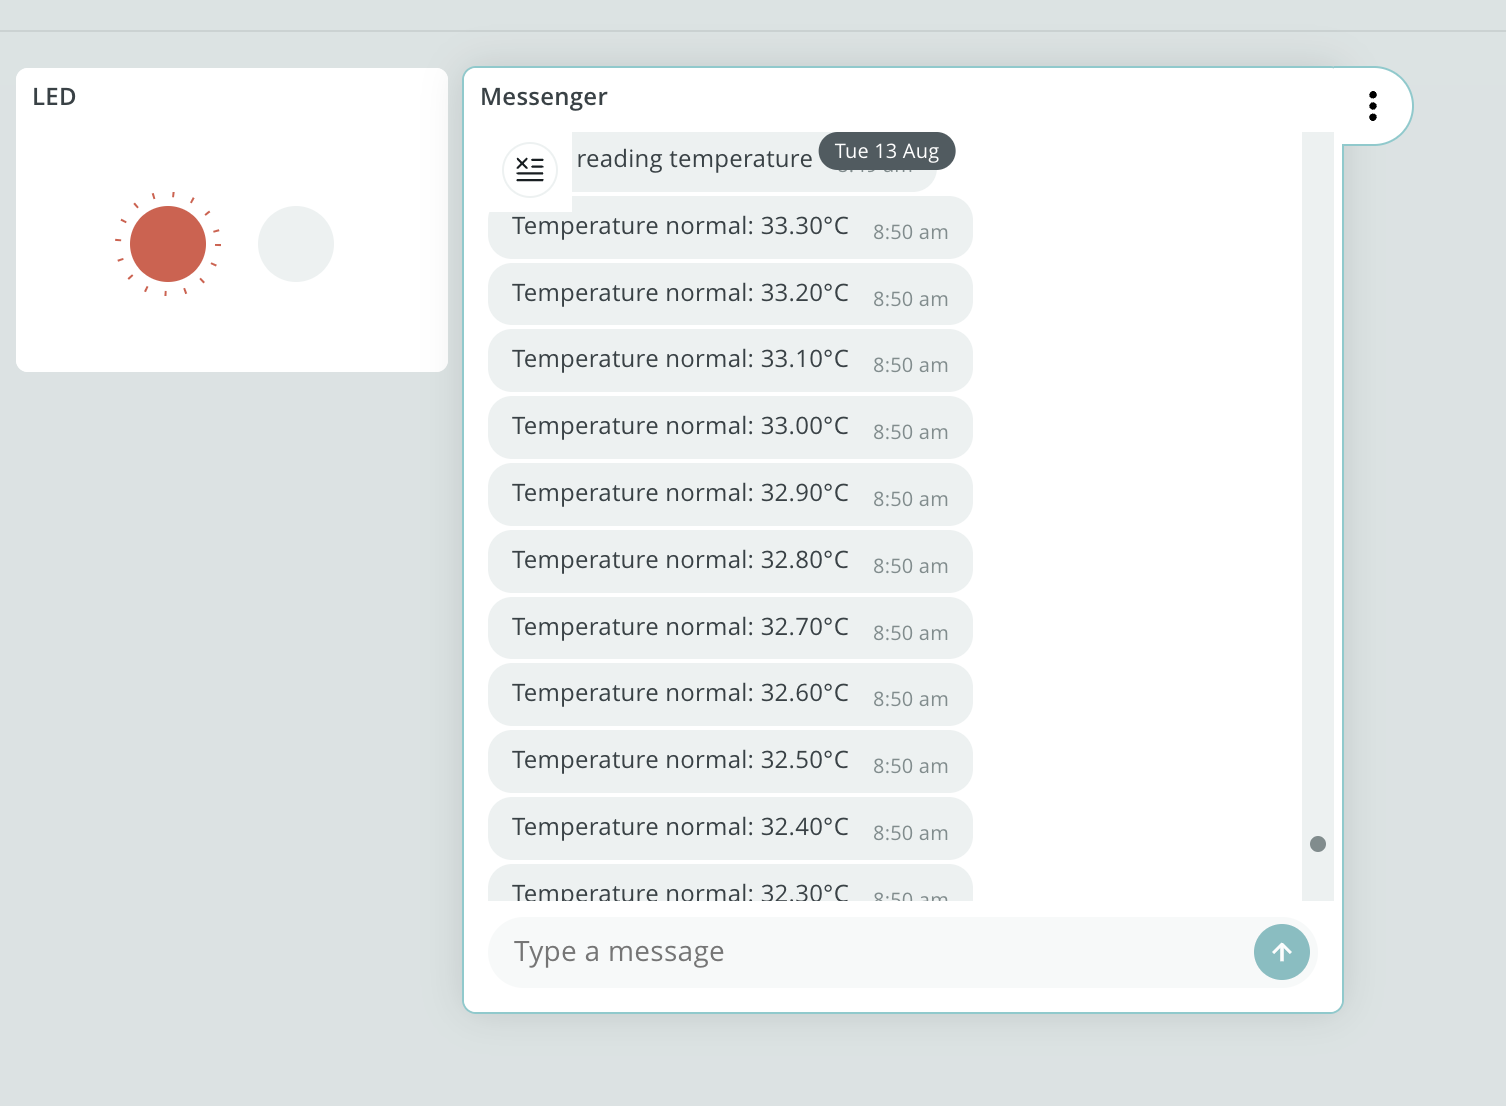 LED
Messenger
Tue 13 Aug
reading temperature
Temperature normal: 33.30°C 8:50 am
Temperature normal: 33.20°C 8:50 am
Temperature normal: 33.10°C 8:50 am
Temperature normal: 33.00°C 8:50 am
Temperature normal: 32.90°C 8:50 am
Temperature normal: 32.80°C 8:50 am
Temperature normal: 32.70°C 8:50 am
Temperature normal: 32.60°C 8:50 am
Temperature normal: 32.50°C 8:50 am
Temperature normal: 32.40°C 8:50 am
Temperature normal: 32.30°C 8:50 am
Type a message